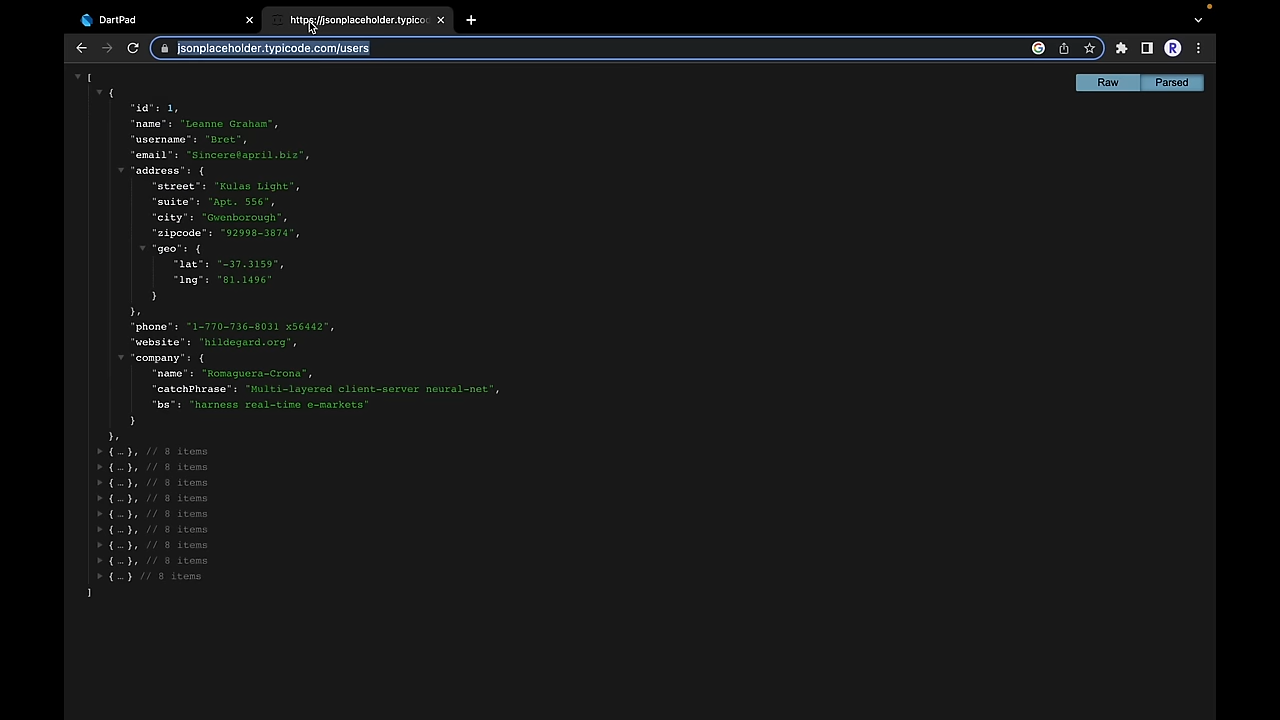 DartPad
https://jsonplaceholder.typico
jsonplaceholder.typicode.com/users
R
Raw
Parsed
[
{
"id": 1,
"name": "Leanne Graham",
"username": "Bret",
"email": "Sincere@april.biz",
"address": {
"street": "Kulas Light",
"suite": "Apt. 556",
"city": "Gwenborough",
"zipcode": "92998-3874",
"geo": {
"lat": "-37.3159",
"lng": "81.1496"
}
},
"phone": "1-770-736-8031 x56442",
"website": "hildegard.org",
"company": {
"name": "Romaguera-Crona",
"catchPhrase": "Multi-layered client-server neural-net",
"bs": "harness real-time e-markets"
}
},
{ … }, // 8 items
{ … }, // 8 items
{ … }, // 8 items
{ … }, // 8 items
{ … }, // 8 items
{ … }, // 8 items
{ … }, // 8 items
{ … }, // 8 items
{ … } // 8 items
]